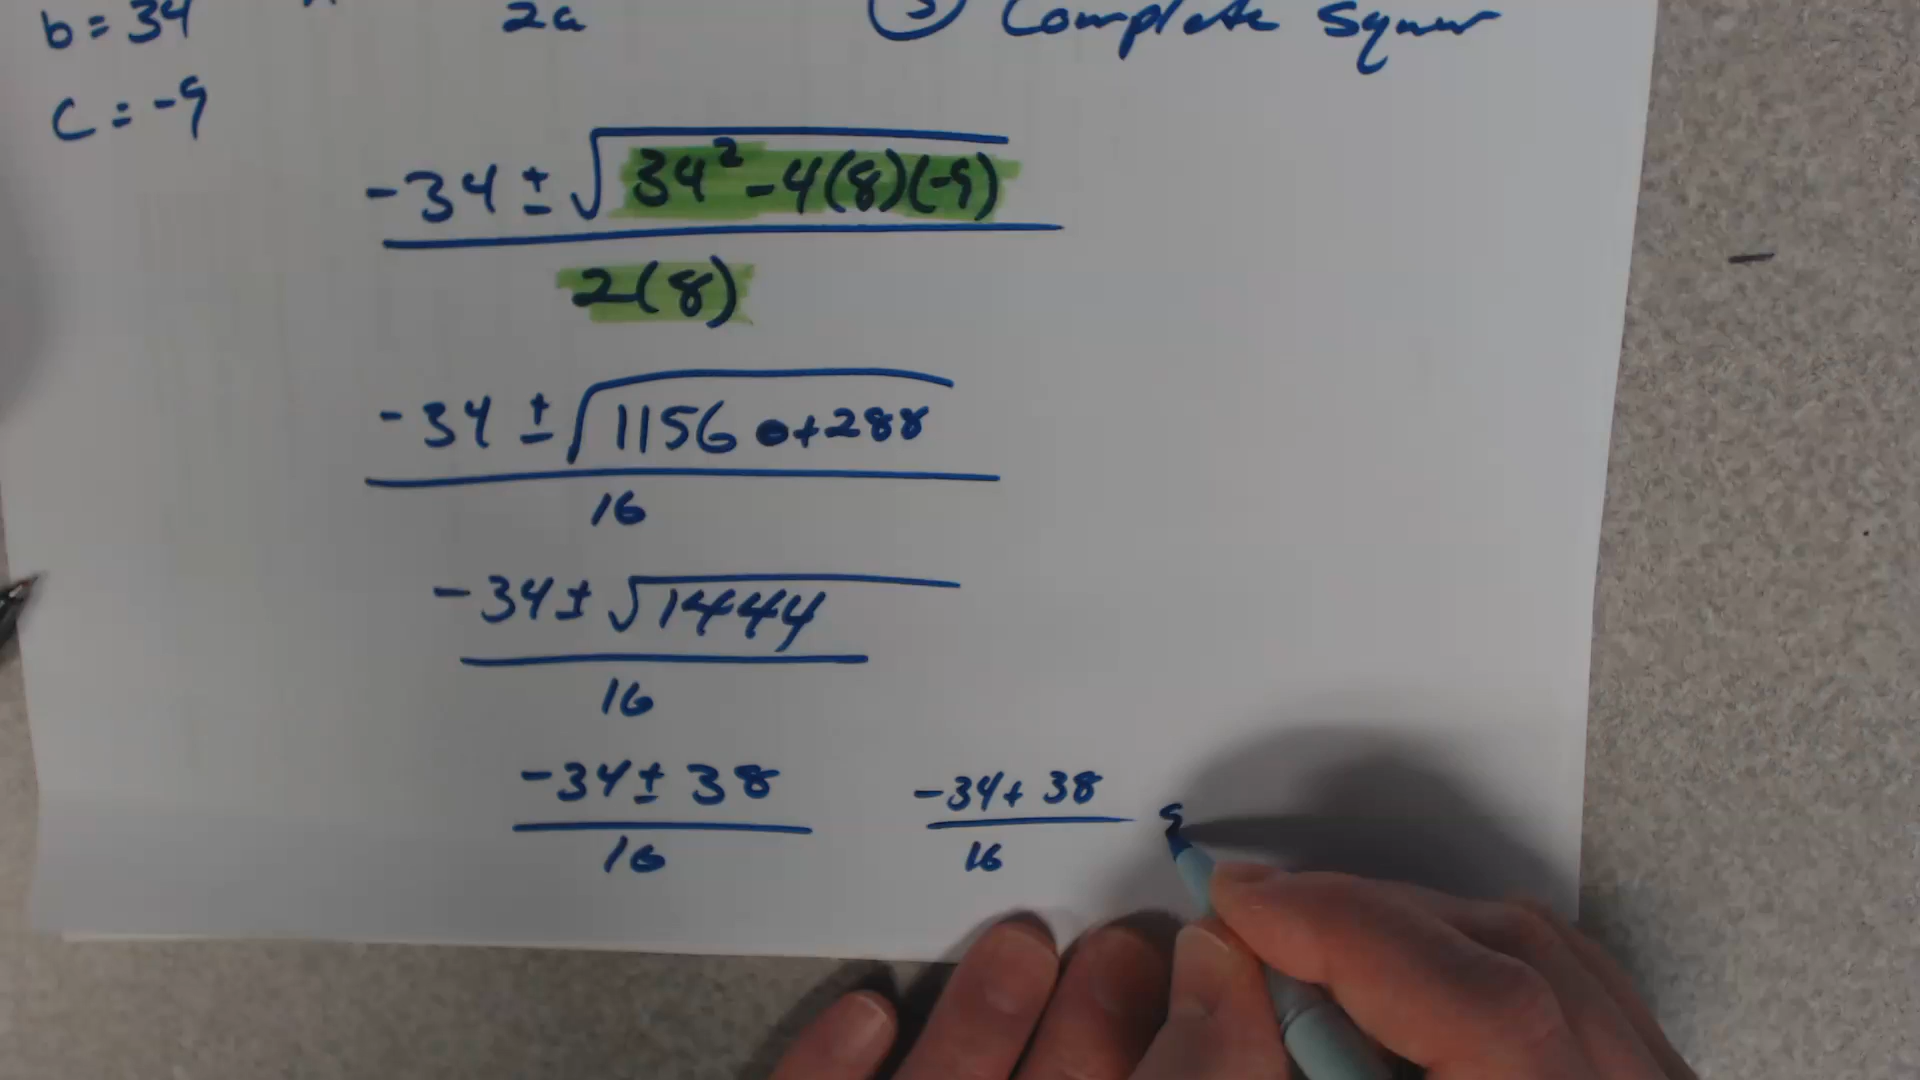 b = 34
2a
③ Complete Square
c = -9
-34 ± √34² - 4(8)(-9)
2(8)
-34 ± √1156 + 288
16
-34 ± √1444
16
-34 ± 38
16
-34 + 38
16